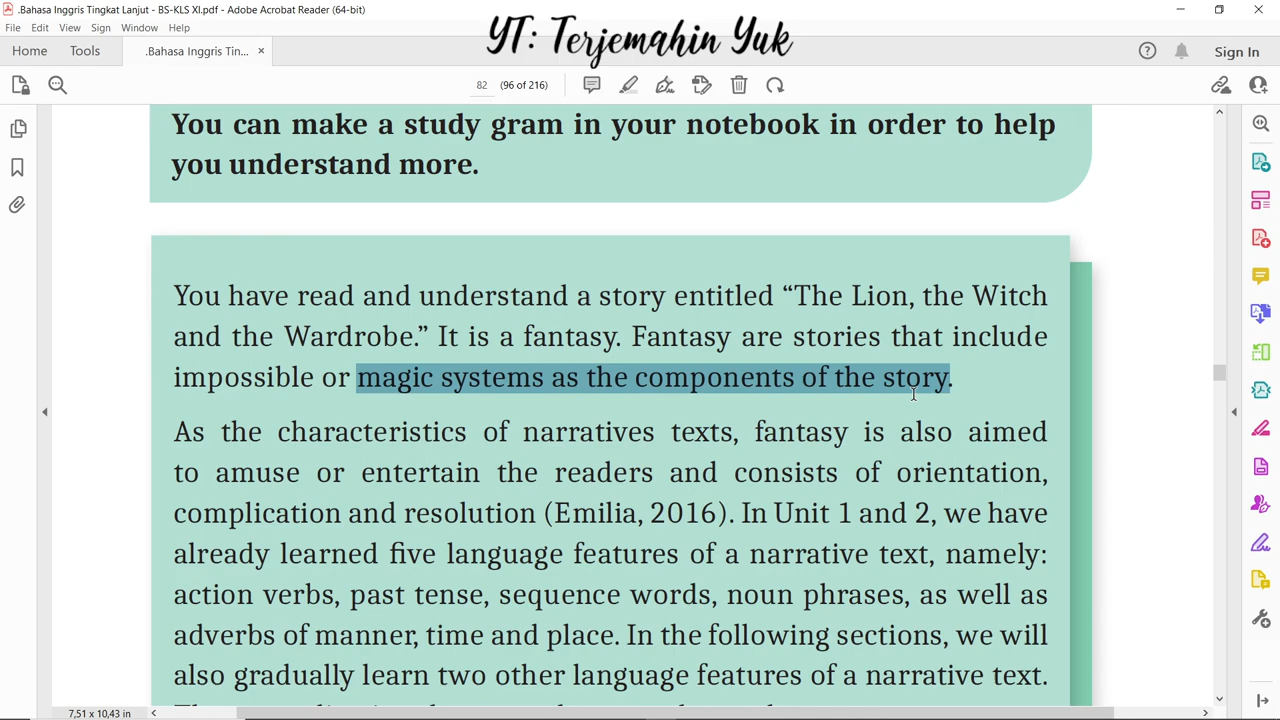 .Bahasa Inggris Tingkat Lanjut - BS-KLS XI.pdf - Adobe Acrobat Reader (64-bit)
YT: Terjemahin Yuk
File Edit View Sign Window Help
Home Tools .Bahasa Inggris Tin... × Sign In
82 (96 of 216)
You can make a study gram in your notebook in order to help
you understand more.
You have read and understand a story entitled “The Lion, the Witch
and the Wardrobe.” It is a fantasy. Fantasy are stories that include
impossible or magic systems as the components of the story.
As the characteristics of narratives texts, fantasy is also aimed
to amuse or entertain the readers and consists of orientation,
complication and resolution (Emilia, 2016). In Unit 1 and 2, we have
already learned five language features of a narrative text, namely:
action verbs, past tense, sequence words, noun phrases, as well as
adverbs of manner, time and place. In the following sections, we will
also gradually learn two other language features of a narrative text.
7,51 x 10,43 in